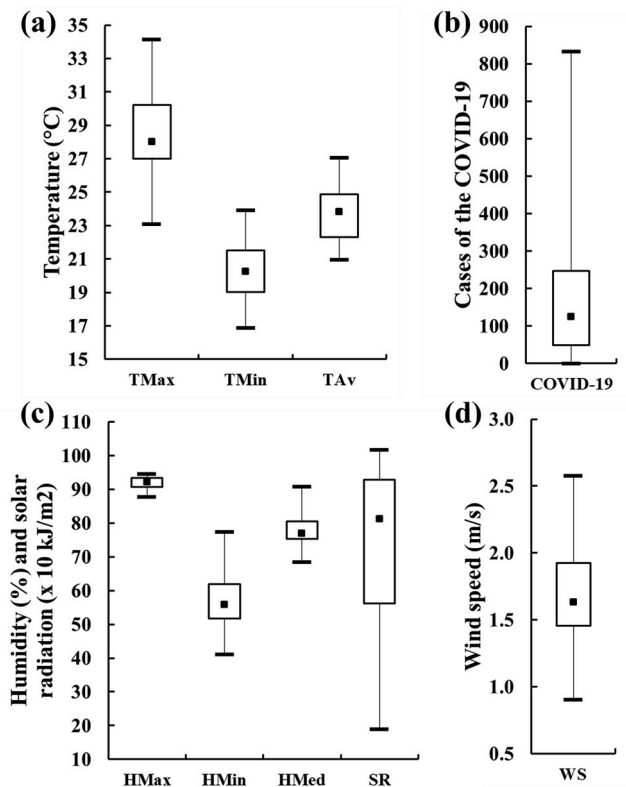 (a)
Temperature (°C)
35
33
31
29
27
25
23
21
19
17
15
TMax TMin TAv
(b)
Cases of the COVID-19
900
800
700
600
500
400
300
200
100
0
COVID-19
(c)
Humidity (%) and solar
radiation (x 10 kJ/m2)
110
100
90
80
70
60
50
40
30
20
10
HMax HMin HMed SR
(d)
Wind speed (m/s)
3.0
2.5
2.0
1.5
1.0
0.5
WS